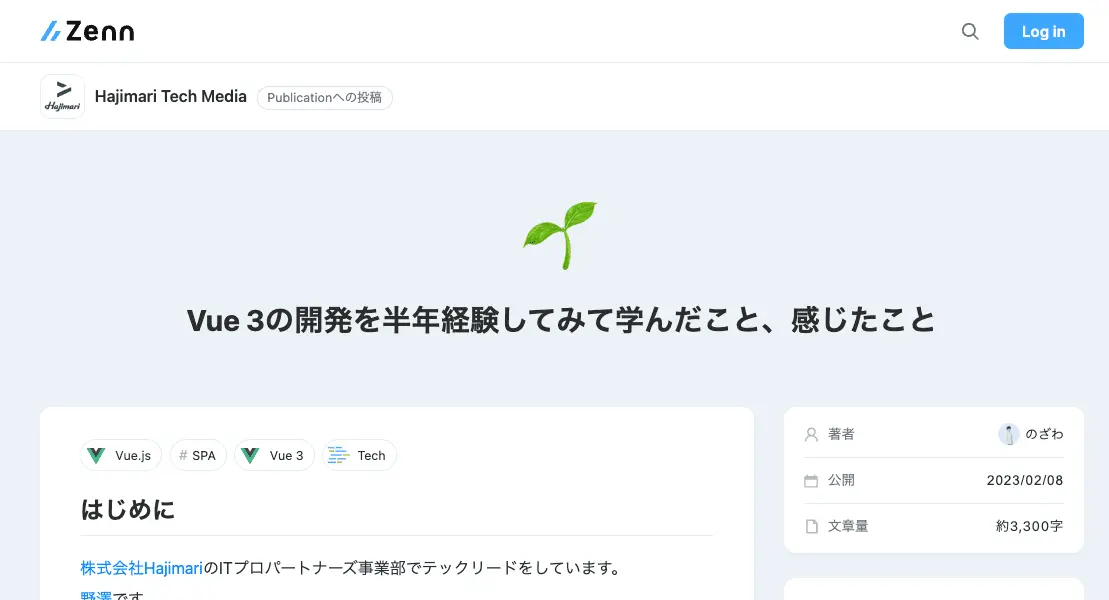 Zenn
Log in
Hajimari
Hajimari Tech Media
Publicationへの投稿
Vue 3の開発を半年経験してみて学んだこと、感じたこと
Vue.js
# SPA
Vue 3
Tech
著者
のざわ
公開
2023/02/08
文章量
約3,300字
はじめに
株式会社HajimariのITプロパートナーズ事業部でテックリードをしています。
野澤です